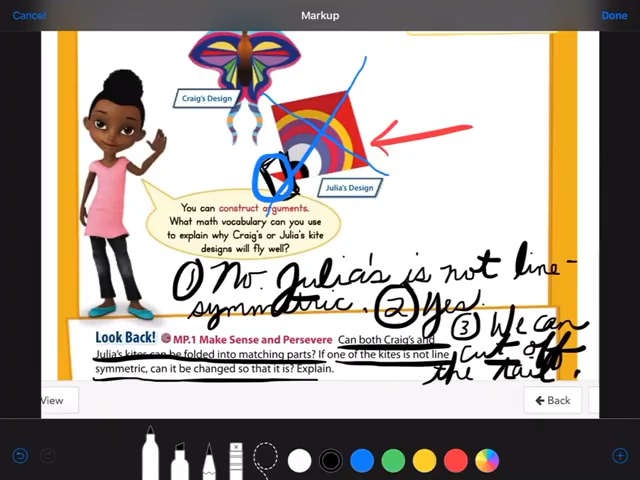 Cancel
Markup
Done
Craig's Design
Julia's Design
You can construct arguments.
What math vocabulary can you use
to explain why Craig's or Julia's kite
designs will fly well?
① No. Julia's is not line-
symmetric. ② Yes.
③ We can
cut off
the tail.
Look Back! MP.1 Make Sense and Persevere Can both Craig's and
Julia's kites can be folded into matching parts? If one of the kites is not line
symmetric, can it be changed so that it is? Explain.
View
← Back